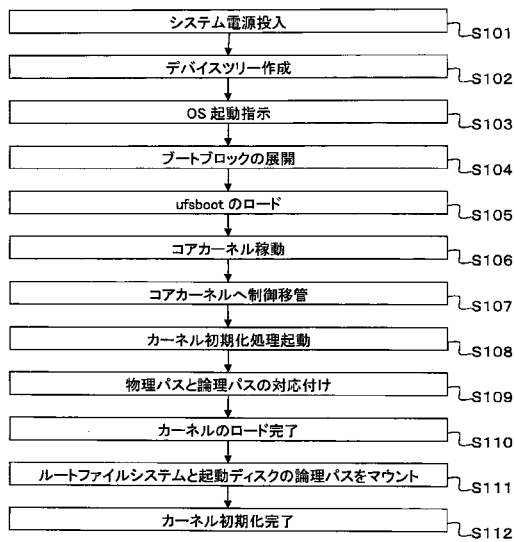 システム電源投入
S101
デバイスツリー作成
S102
OS 起動指示
S103
ブートブロックの展開
S104
ufsboot のロード
S105
コアカーネル稼動
S106
コアカーネルへ制御移管
S107
カーネル初期化処理起動
S108
物理パスと論理パスの対応付け
S109
カーネルのロード完了
S110
ルートファイルシステムと起動ディスクの論理パスをマウント
S111
カーネル初期化完了
S112